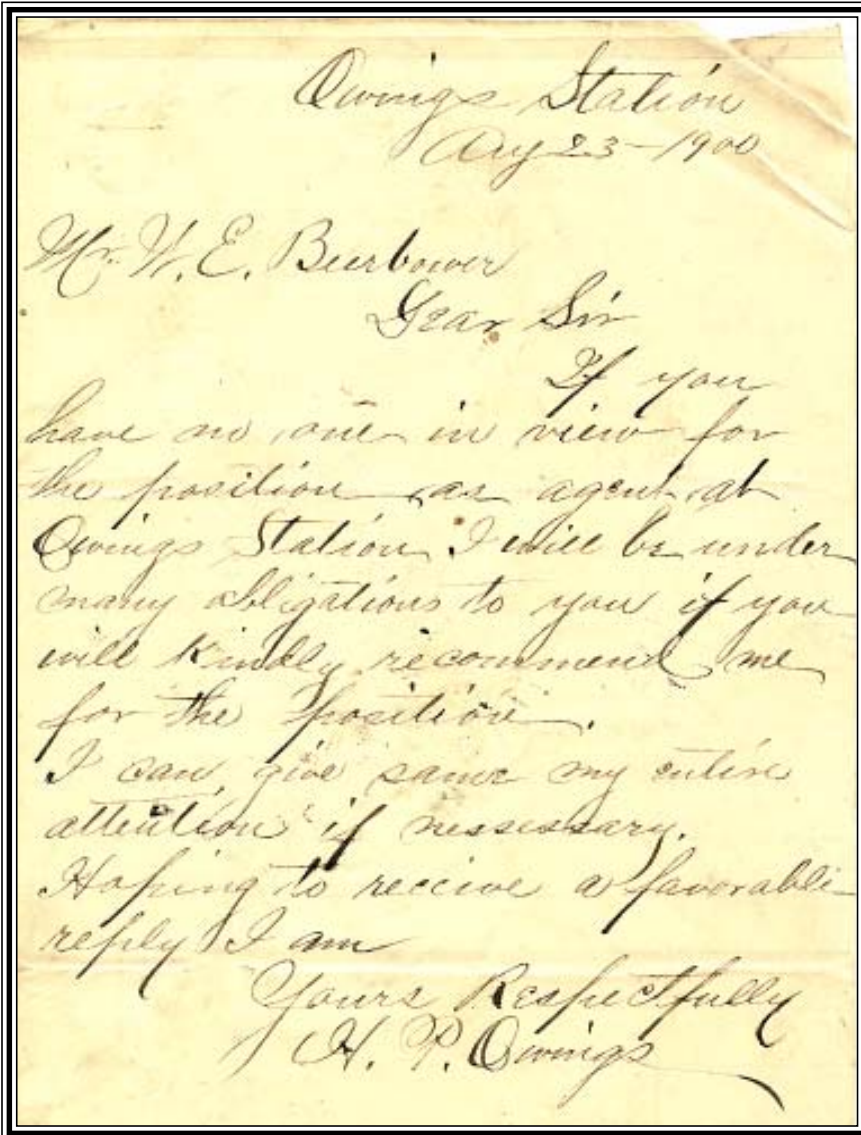 Owings Station
Aug 23-1900
Mr. W. E. Beerbower
Dear Sir
If you
have no one in view for
the position as agent at
Owings Station I will be under
many obligations to you if you
will kindly recommend me
for the position.
I can give same my entire
attention if nessessary.
Hoping to receive a favorable
reply I am
Yours Respectfully
H. P. Owings